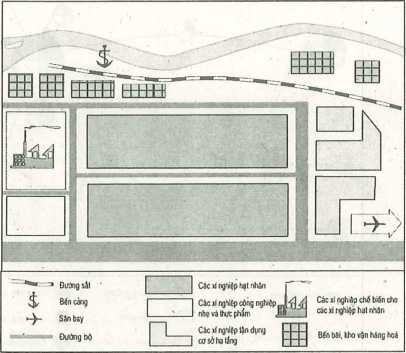 Đường sắt
Bến cảng
Sân bay
Đường bộ
Các xí nghiệp hạt nhân
Các xí nghiệp công nghiệp
nhẹ và thực phẩm
Các xí nghiệp tận dụng
cơ sở hạ tầng
Các xí nghiệp chế biến cho
các xí nghiệp hạt nhân
Bến bãi, kho vận hàng hoá